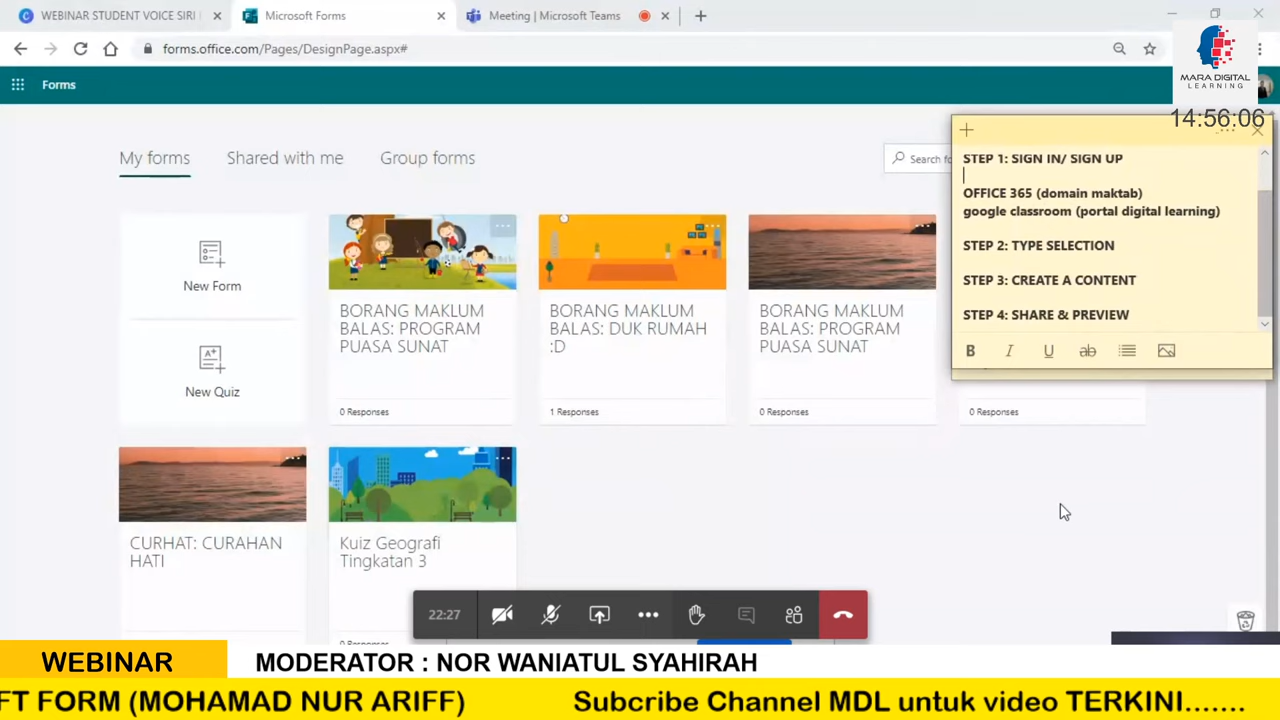 WEBINAR STUDENT VOICE SIRI
Microsoft Forms
Meeting | Microsoft Teams
forms.office.com/Pages/DesignPage.aspx#
MARA DIGITAL
LEARNING
Forms
14:56:06
My forms
Shared with me
Group forms
Search fo
STEP 1: SIGN IN/ SIGN UP
OFFICE 365 (domain maktab)
google classroom (portal digital learning)
STEP 2: TYPE SELECTION
STEP 3: CREATE A CONTENT
STEP 4: SHARE & PREVIEW
B I U ab
New Form
New Quiz
BORANG MAKLUM
BALAS: PROGRAM
PUASA SUNAT
0 Responses
BORANG MAKLUM
BALAS: DUK RUMAH
:D
1 Responses
BORANG MAKLUM
BALAS: PROGRAM
PUASA SUNAT
0 Responses
0 Responses
CURHAT: CURAHAN
HATI
Kuiz Geografi
Tingkatan 3
0 Responses
22:27
WEBINAR
MODERATOR : NOR WANIATUL SYAHIRAH
FT FORM (MOHAMAD NUR ARIFF)
Subcribe Channel MDL untuk video TERKINI.......